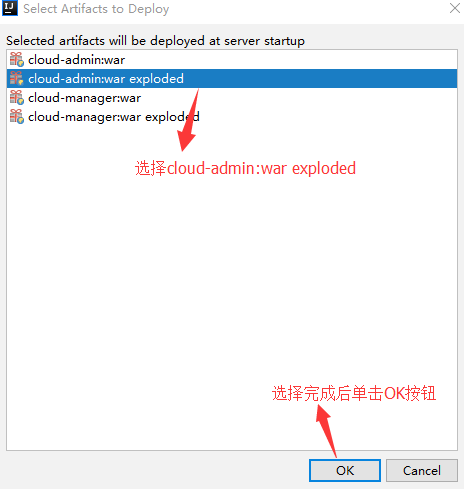 IJ
Select Artifacts to Deploy
Selected artifacts will be deployed at server startup
cloud-admin:war
cloud-admin:war exploded
cloud-manager:war
cloud-manager:war exploded
选择cloud-admin:war exploded
选择完成后单击OK按钮
OK
Cancel